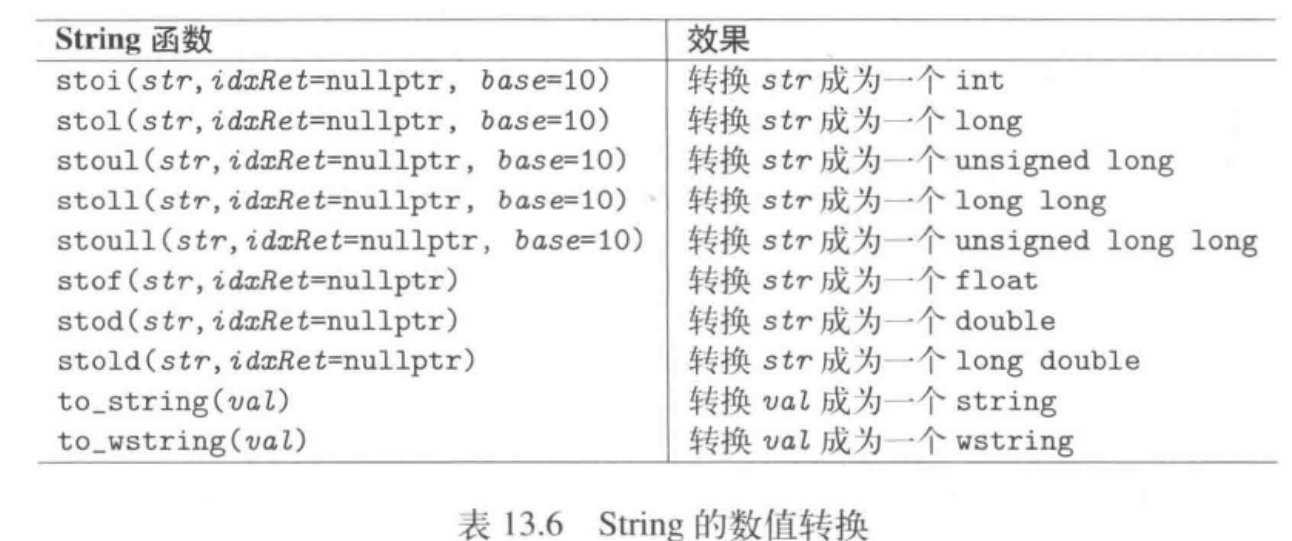 String 函数 效果
stoi(str,idxRet=nullptr, base=10) 转换 str 成为一个 int
stol(str,idxRet=nullptr, base=10) 转换 str 成为一个 long
stoul(str,idxRet=nullptr, base=10) 转换 str 成为一个 unsigned long
stoll(str,idxRet=nullptr, base=10) 转换 str 成为一个 long long
stoull(str,idxRet=nullptr, base=10) 转换 str 成为一个 unsigned long long
stof(str,idxRet=nullptr) 转换 str 成为一个 float
stod(str,idxRet=nullptr) 转换 str 成为一个 double
stold(str,idxRet=nullptr) 转换 str 成为一个 long double
to_string(val) 转换 val 成为一个 string
to_wstring(val) 转换 val 成为一个 wstring
表 13.6 String 的数值转换